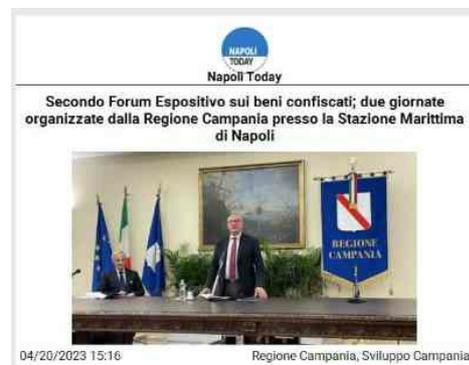 NAPOLI
TODAY
Napoli Today
Secondo Forum Espositivo sui beni confiscati; due giornate
organizzate dalla Regione Campania presso la Stazione Marittima
di Napoli
REGIONE
CAMPANIA
04/20/2023 15:16
Regione Campania, Sviluppo Campania